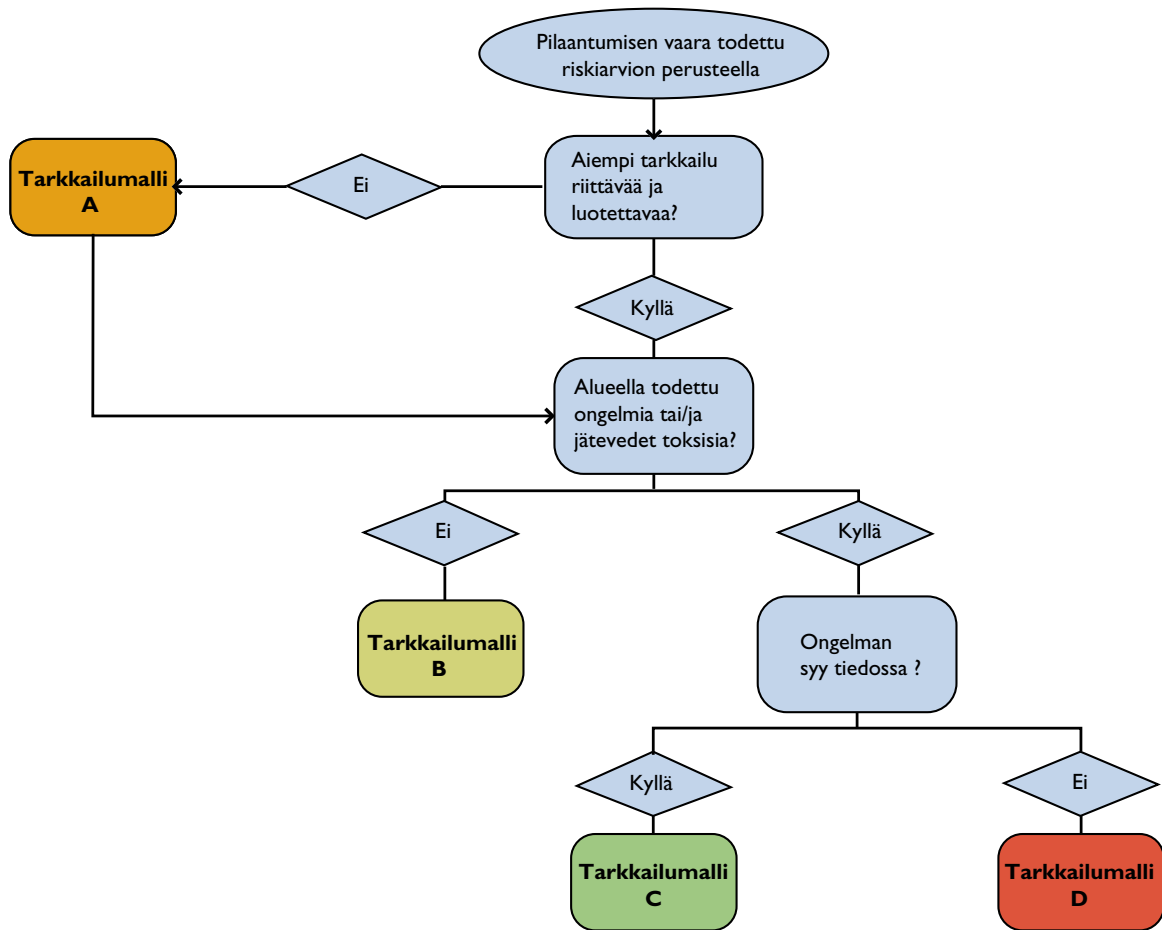 Pilaantumisen vaara todettu
riskiarvion perusteella
Aiempi tarkkailu
riittävää ja
luotettavaa?
Ei
Tarkkailumalli
A
Kyllä
Alueella todettu
ongelmia tai/ja
jätevedet toksisia?
Ei
Kyllä
Tarkkailumalli
B
Ongelman
syy tiedossa ?
Kyllä
Ei
Tarkkailumalli
C
Tarkkailumalli
D